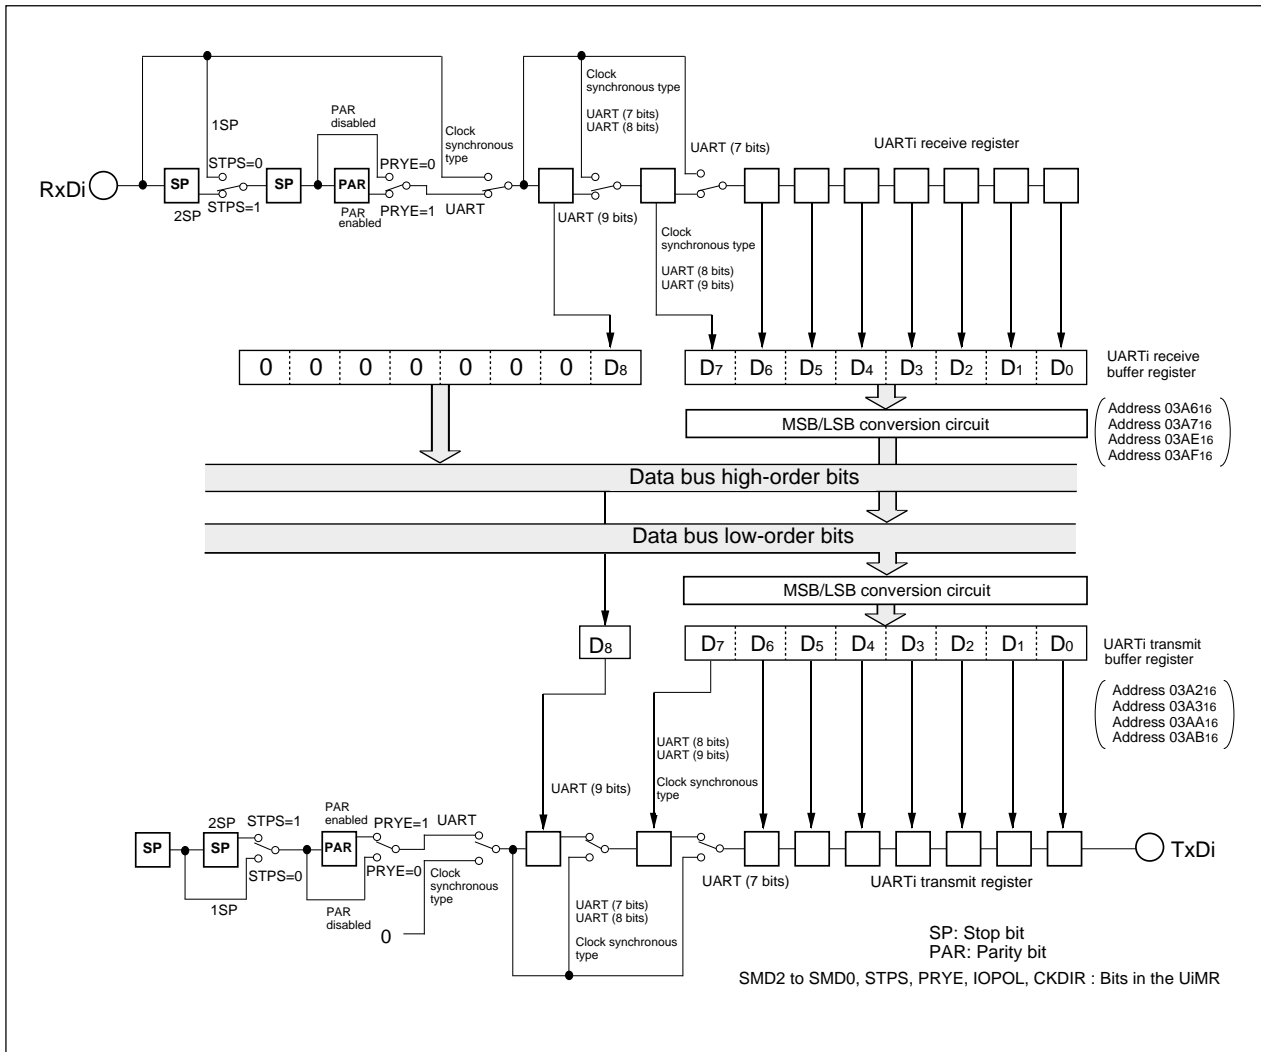 Clock
synchronous type
UART (7 bits)
UART (8 bits)
PAR
disabled
1SP
Clock
synchronous
type
UART (7 bits)
UARTi receive register
STPS=0
PRYE=0
RxDi
SP
SP
PAR
2SP
STPS=1
PAR
enabled
PRYE=1
UART
UART (9 bits)
Clock
synchronous type
UART (8 bits)
UART (9 bits)
0 0 0 0 0 0 0 D8
D7 D6 D5 D4 D3 D2 D1 D0
UARTi receive
buffer register
MSB/LSB conversion circuit
Address 03A616
Address 03A716
Address 03AE16
Address 03AF16
Data bus high-order bits
Data bus low-order bits
MSB/LSB conversion circuit
D8
D7 D6 D5 D4 D3 D2 D1 D0
UARTi transmit
buffer register
Address 03A216
Address 03A316
Address 03AA16
Address 03AB16
UART (8 bits)
UART (9 bits)
Clock synchronous
type
UART (9 bits)
PAR
enabled
2SP
STPS=1
PRYE=1
UART
SP
SP
PAR
TxDi
STPS=0
PRYE=0
Clock
synchronous
type
UART (7 bits)
UARTi transmit register
1SP
PAR
disabled
0
UART (7 bits)
UART (8 bits)
Clock synchronous
type
SP: Stop bit
PAR: Parity bit
SMD2 to SMD0, STPS, PRYE, IOPOL, CKDIR : Bits in the UiMR